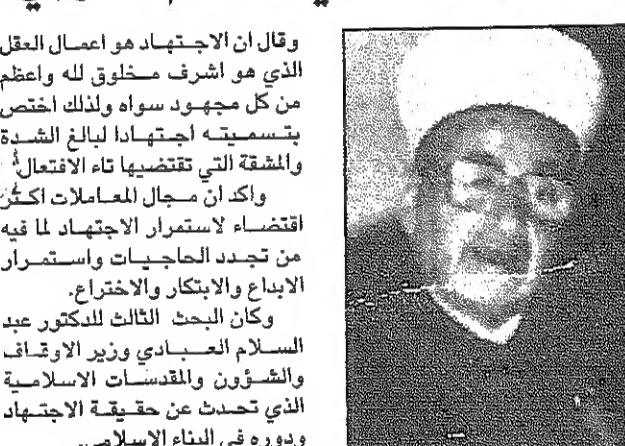 وقال ان الاجتهاد هو اعمال العقل
الذي هو اشرف مخلوق لله واعظم
من كل مجهود سواه ولذلك اختص
بتسميته اجتهادا لبالغ الشدة
والمشقة التي تقتضيها تاء الافتعال
واكد ان مجال المعاملات اكثر
اقتضاء لاستمرار الاجتهاد لما فيه
من تجدد الحاجيات واستمرار
الابداع والابتكار والاختراع.
وكان البحث الثالث للدكتور عبد
السلام العبادي وزير الاوقاف
والشؤون والمقدسات الاسلامية
الذي تحدث عن حقيقة الاجتهاد
ودوره في البناء الاسلامي.